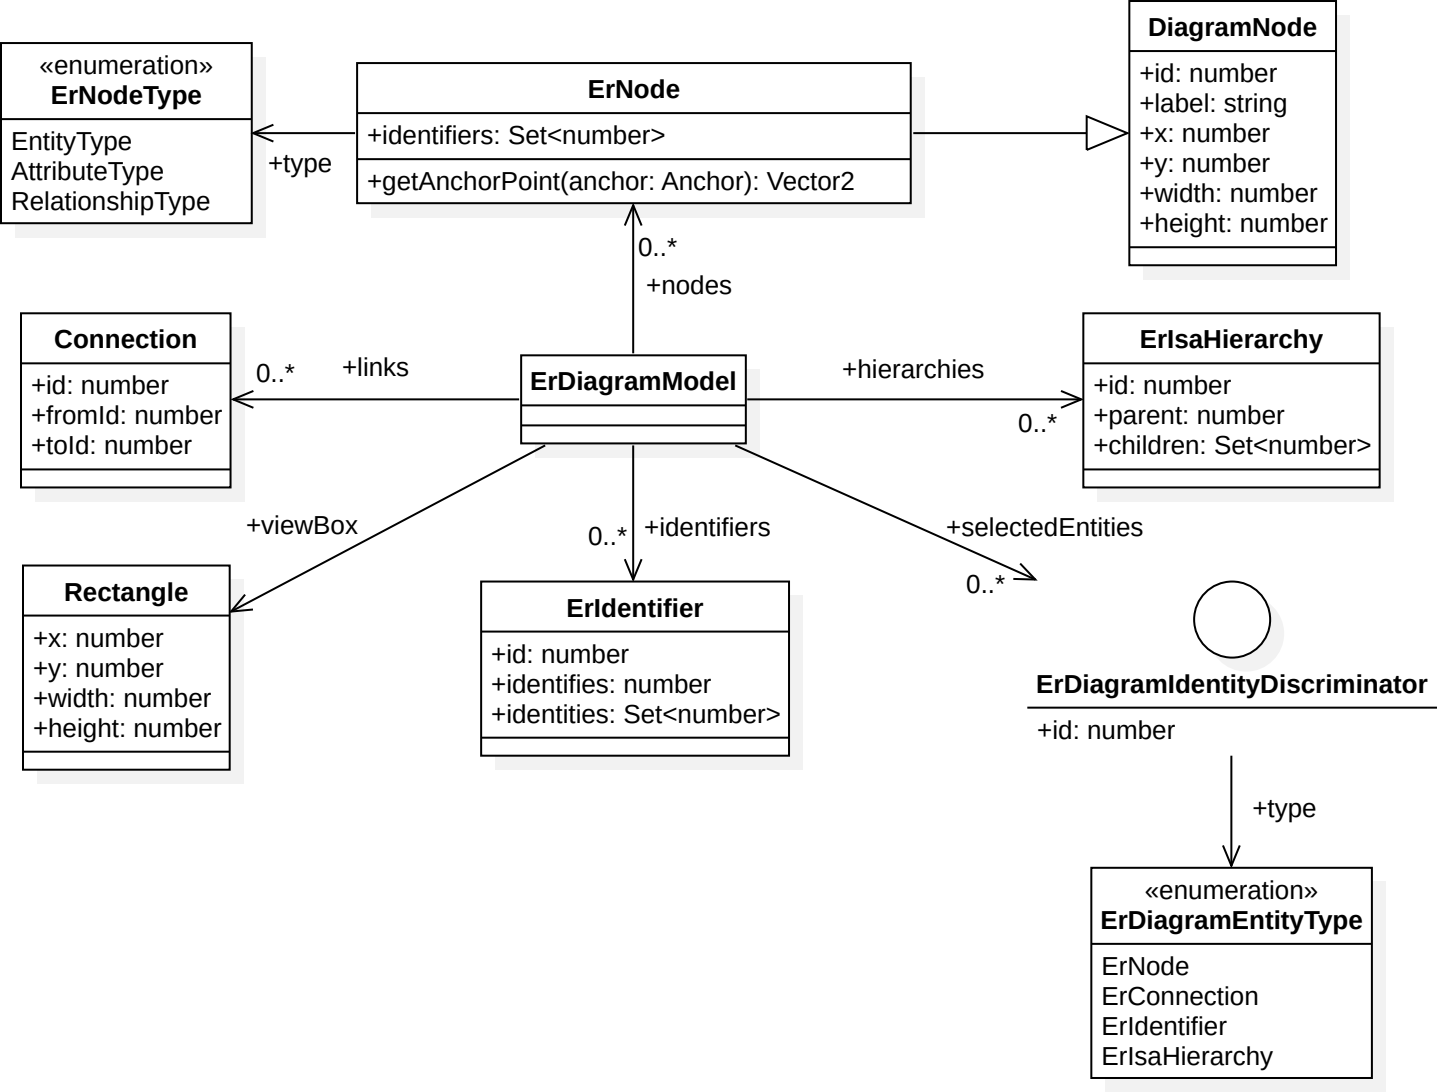 «enumeration»
ErNodeType
EntityType
AttributeType
RelationshipType
+type
ErNode
+identifiers: Set<number>
+getAnchorPoint(anchor: Anchor): Vector2
DiagramNode
+id: number
+label: string
+x: number
+y: number
+width: number
+height: number
0..*
+nodes
Connection
+id: number
+fromId: number
+toId: number
0..*
+links
ErDiagramModel
+hierarchies
0..*
ErIsaHierarchy
+id: number
+parent: number
+children: Set<number>
+viewBox
0..*
+identifiers
+selectedEntities
0..*
Rectangle
+x: number
+y: number
+width: number
+height: number
ErIdentifier
+id: number
+identifies: number
+identities: Set<number>
ErDiagramIdentityDiscriminator
+id: number
+type
«enumeration»
ErDiagramEntityType
ErNode
ErConnection
ErIdentifier
ErIsaHierarchy